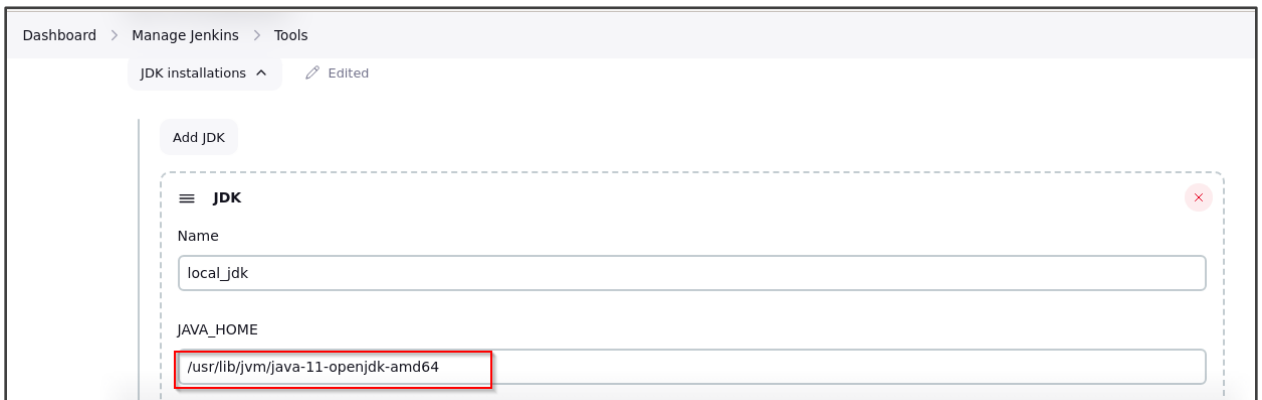 Dashboard > Manage Jenkins > Tools
JDK installations Edited
Add JDK
JDK
Name
local_jdk
JAVA_HOME
/usr/lib/jvm/java-11-openjdk-amd64